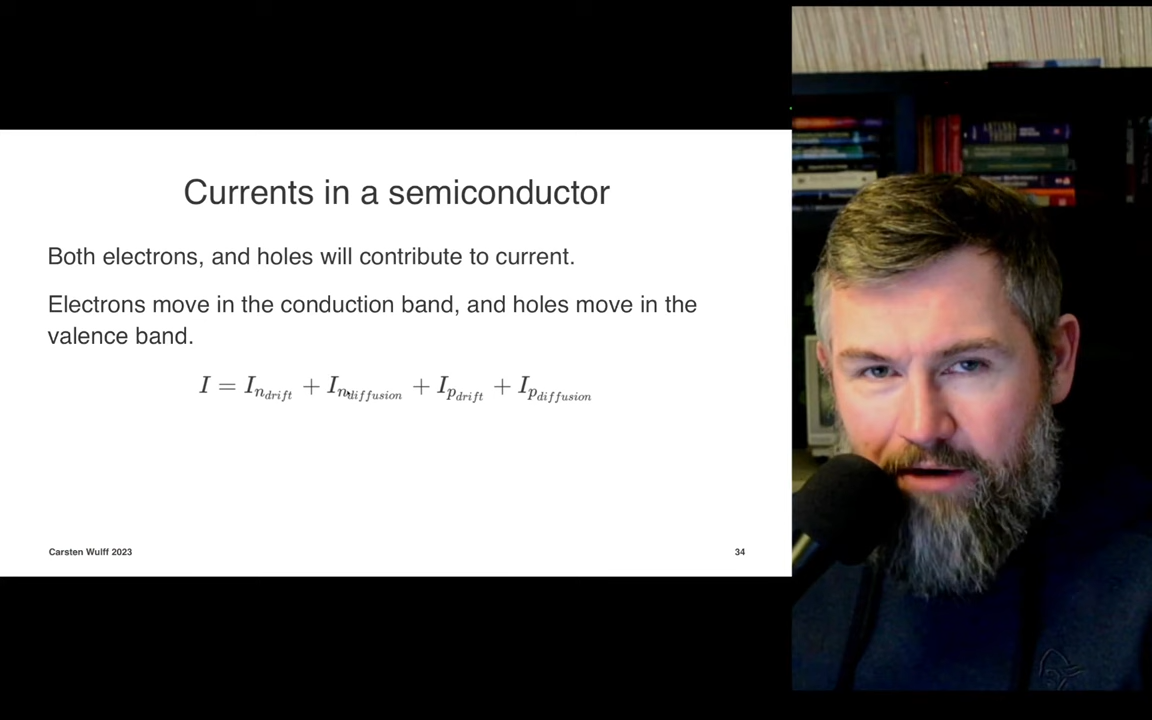 Currents in a semiconductor
Both electrons, and holes will contribute to current.
Electrons move in the conduction band, and holes move in the
valence band.
I = I_{n_{drift}} + I_{n_{diffusion}} + I_{p_{drift}} + I_{p_{diffusion}}
Carsten Wulff 2023
34